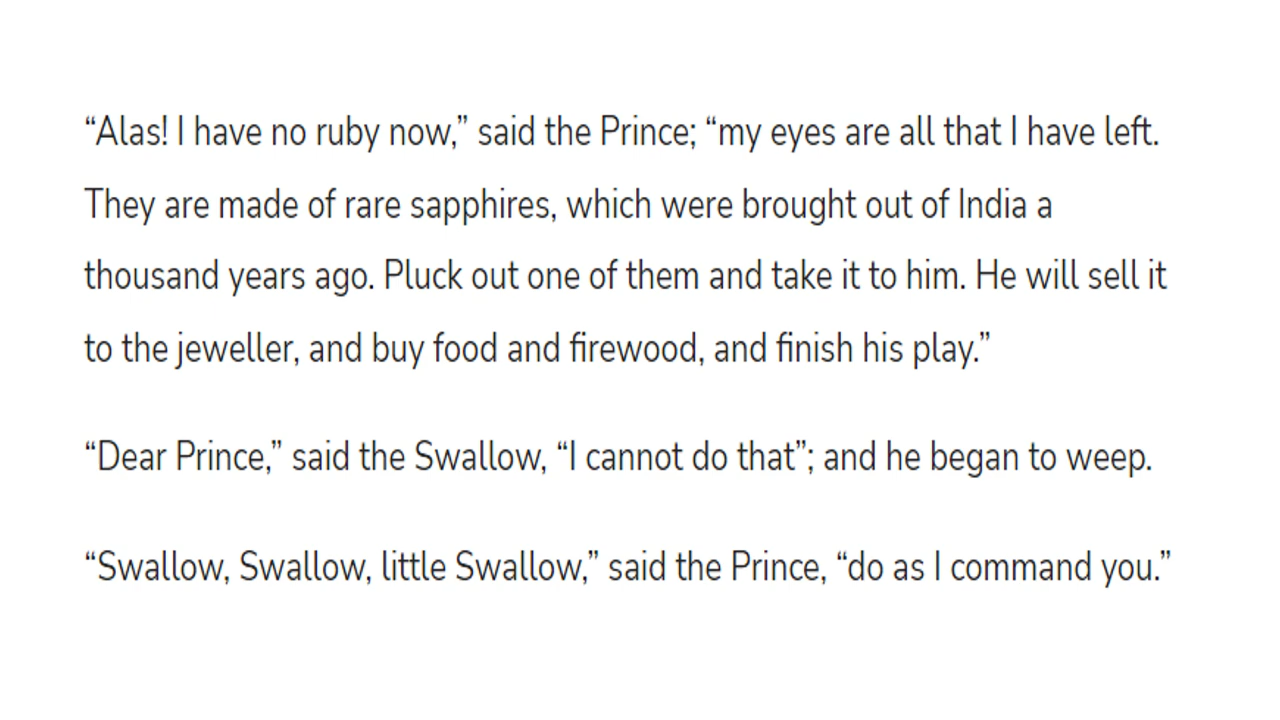 “Alas! I have no ruby now,” said the Prince; “my eyes are all that I have left.
They are made of rare sapphires, which were brought out of India a
thousand years ago. Pluck out one of them and take it to him. He will sell it
to the jeweller, and buy food and firewood, and finish his play.”
“Dear Prince,” said the Swallow, “I cannot do that”; and he began to weep.
“Swallow, Swallow, little Swallow,” said the Prince, “do as I command you.”